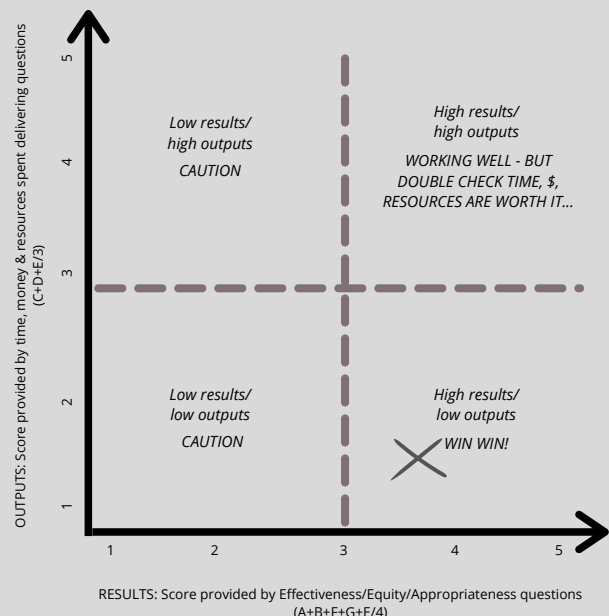 OUTPUTS: Score provided by time, money & resources spent delivering questions
(C+D+E/3)
5
4
3
2
1
Low results/
high outputs
CAUTION
High results/
high outputs
WORKING WELL - BUT
DOUBLE CHECK TIME, $,
RESOURCES ARE WORTH IT...
Low results/
low outputs
CAUTION
High results/
low outputs
WIN WIN!
1
2
3
4
5
RESULTS: Score provided by Effectiveness/Equity/Appropriateness questions
(A+B+F+G+E/4)